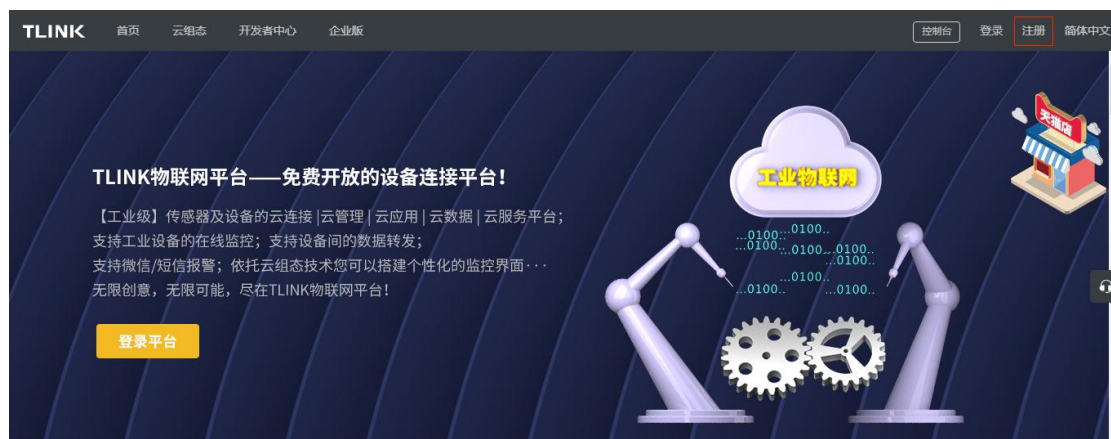 TLINK 首页 云组态 开发者中心 企业版 控制台 登录 注册 简体中文
天猫店
TLINK物联网平台——免费开放的设备连接平台！
工业物联网
【工业级】传感器及设备的云连接 |云管理 | 云应用 | 云数据 | 云服务平台；
支持工业设备的在线监控；支持设备间的数据转发；
支持微信/短信报警；依托云组态技术您可以搭建个性化的监控界面···
无限创意，无限可能，尽在TLINK物联网平台！
...0100.. ...0100..
...0100.. ...0100.. ...0100..
...0100..
...0100..
...0100.. ...0100..
登录平台